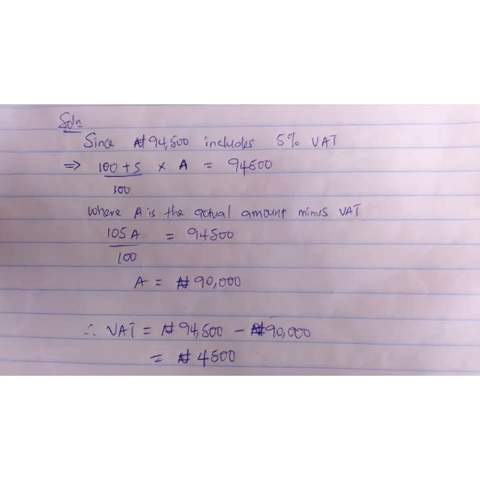 Soln
Since ₦94,500 includes 5% VAT
⇒ 100 + 5 / 100 × A = 94500
where A is the actual amount minus VAT
105A / 100 = 94500
A = ₦90,000
∴ VAT = ₦94,500 - ₦90,000
= ₦4500